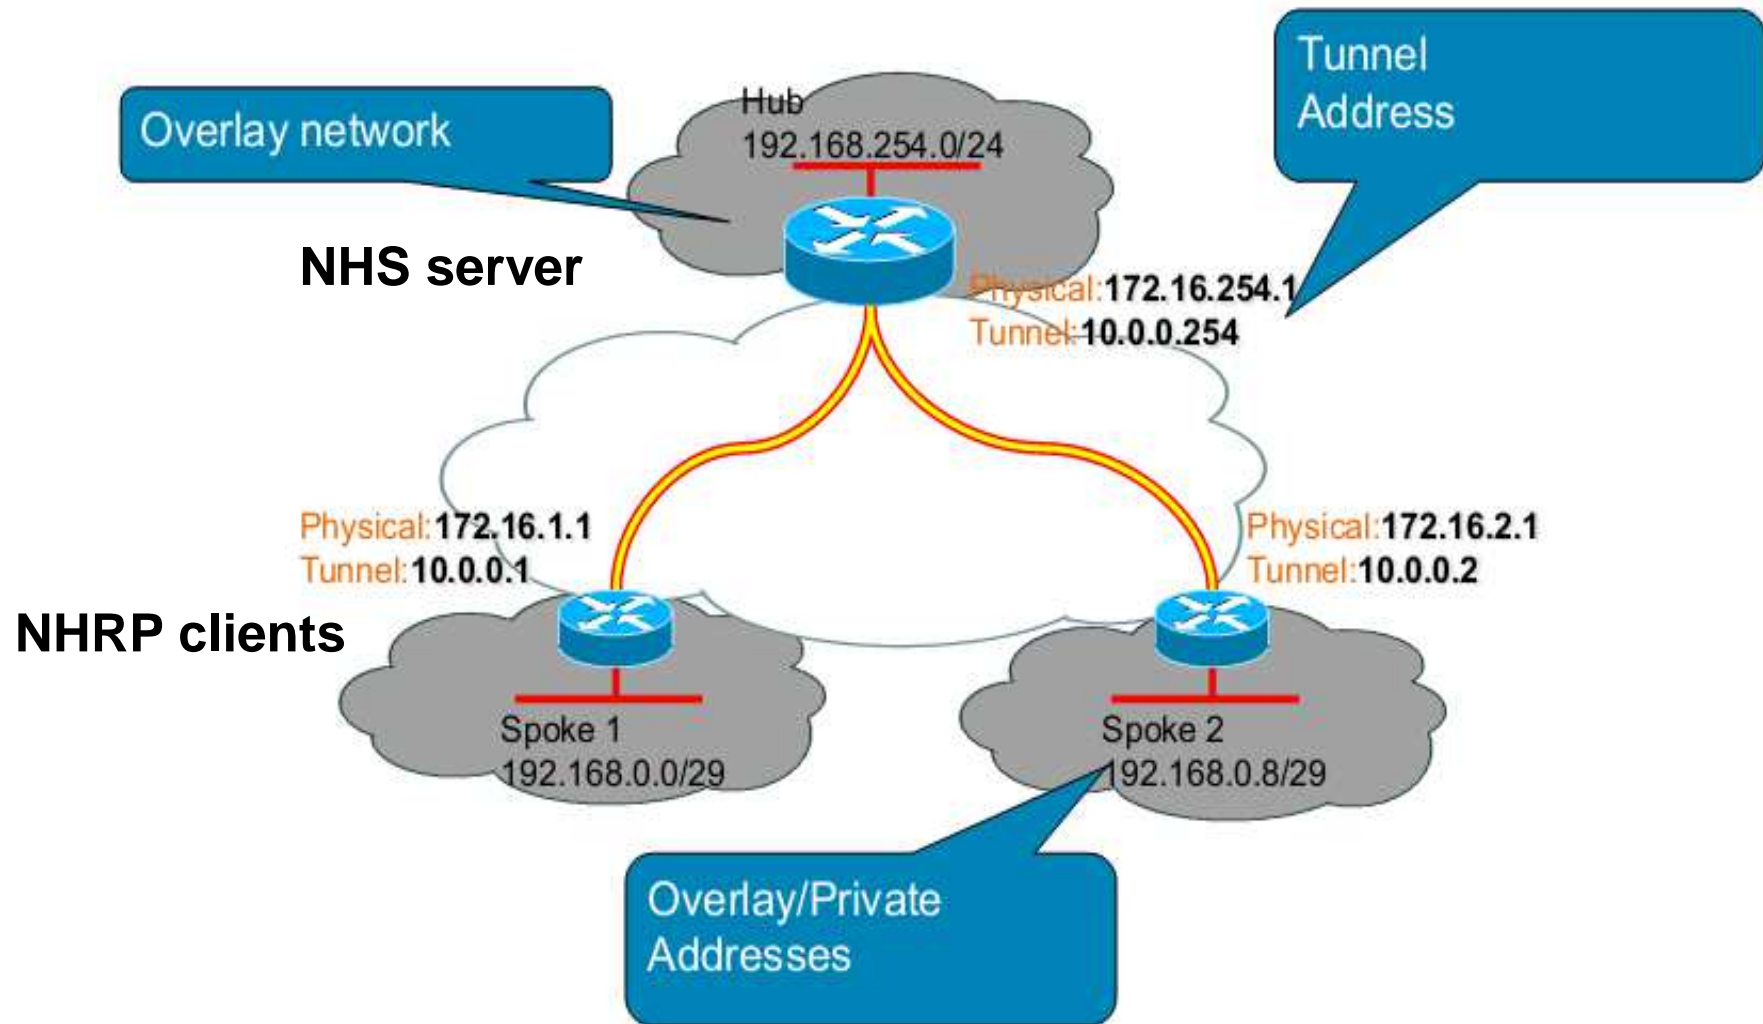 Tunnel
Address
Hub
192.168.254.0/24
Overlay network
NHS server
Physical:172.16.254.1
Tunnel:10.0.0.254
Physical:172.16.1.1
Tunnel:10.0.0.1
Physical:172.16.2.1
Tunnel:10.0.0.2
NHRP clients
Spoke 1
192.168.0.0/29
Spoke 2
192.168.0.8/29
Overlay/Private
Addresses